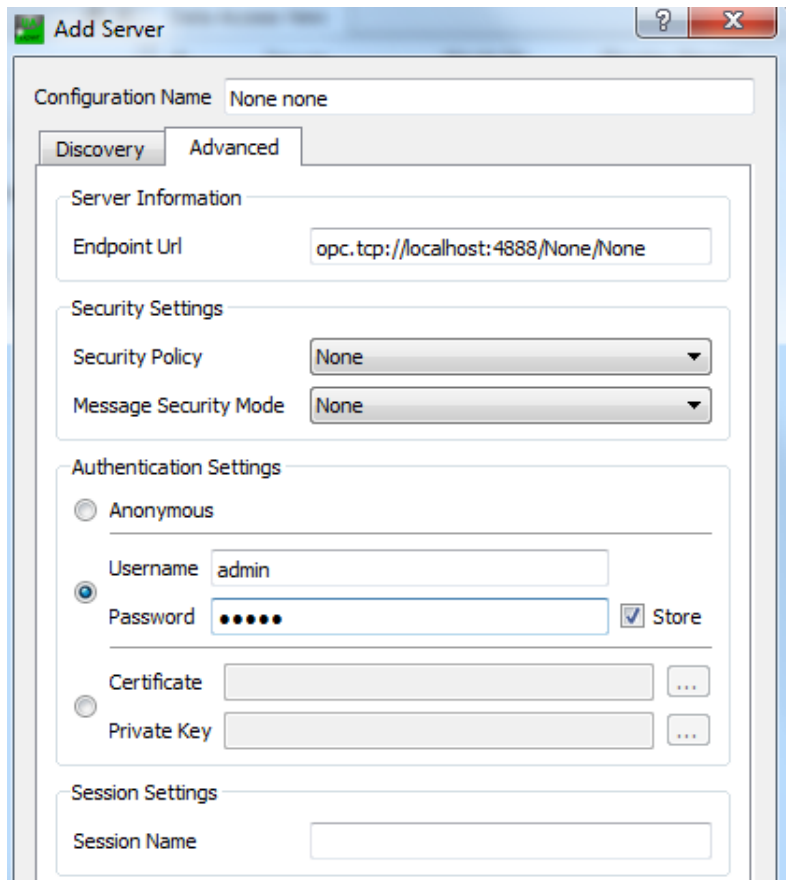 Add Server
Configuration Name None none
Discovery Advanced
Server Information
Endpoint Url opc.tcp://localhost:4888/None/None
Security Settings
Security Policy None
Message Security Mode None
Authentication Settings
Anonymous
Username admin
Password ●●●●● Store
Certificate ...
Private Key ...
Session Settings
Session Name